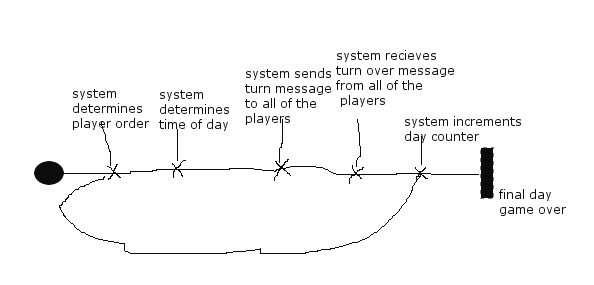 system
determines
player order
system
determines
time of day
system sends
turn message
to all of the
players
system recieves
turn over message
from all of the
players
system increments
day counter
final day
game over